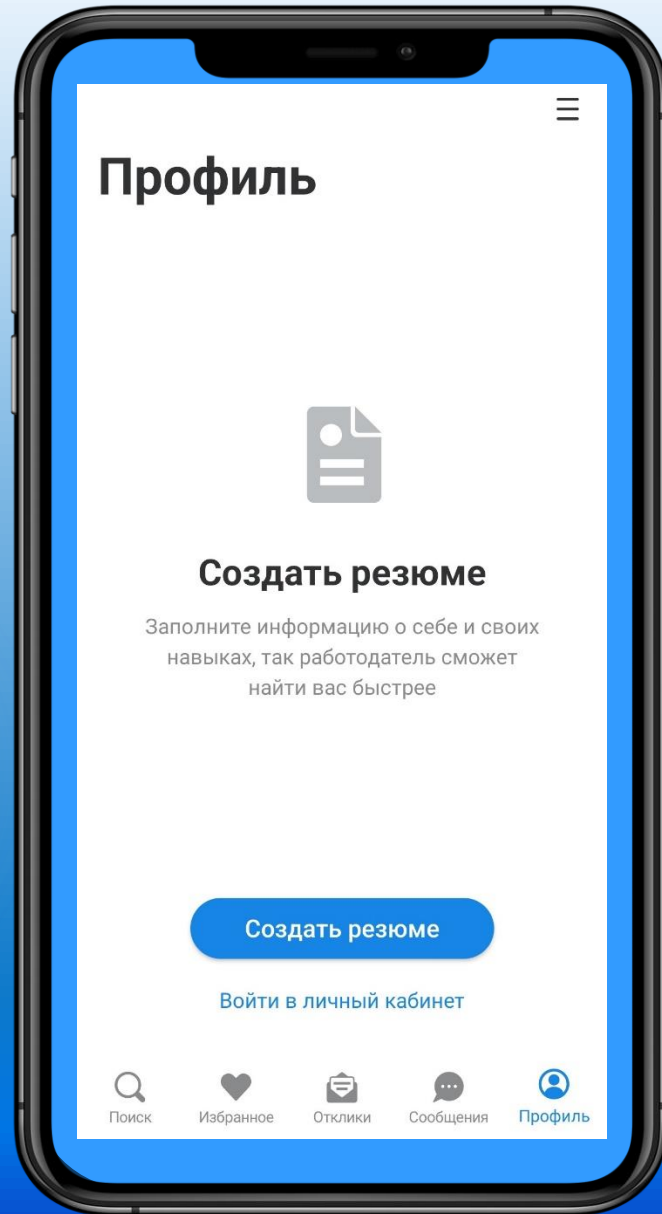 Профиль
Создать резюме
Заполните информацию о себе и своих
навыках, так работодатель сможет
найти вас быстрее
Создать резюме
Войти в личный кабинет
Поиск Избранное Отклики Сообщения Профиль